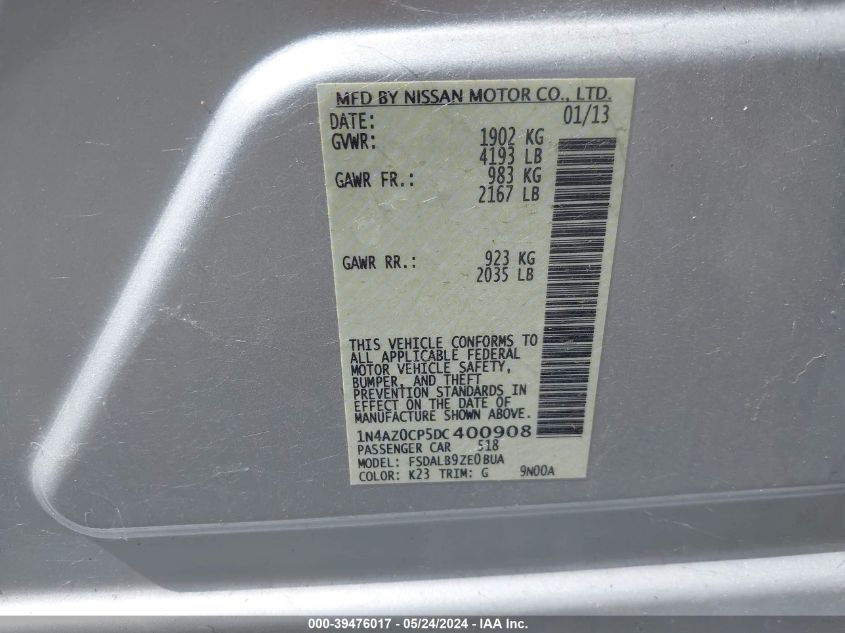 MFD BY NISSAN MOTOR CO., LTD.
DATE: 01/13
GVWR: 1902 KG
4193 LB
GAWR FR.: 983 KG
2167 LB
GAWR RR.: 923 KG
2035 LB
THIS VEHICLE CONFORMS TO
ALL APPLICABLE FEDERAL
MOTOR VEHICLE SAFETY,
BUMPER, AND THEFT
PREVENTION STANDARDS IN
EFFECT ON THE DATE OF
MANUFACTURE SHOWN ABOVE.
1N4AZ0CP5DC400908
PASSENGER CAR 518
MODEL: FSDALB9ZE0BUA
COLOR: K23 TRIM: G 9N00A
000-39476017 - 05/24/2024 - IAA Inc.